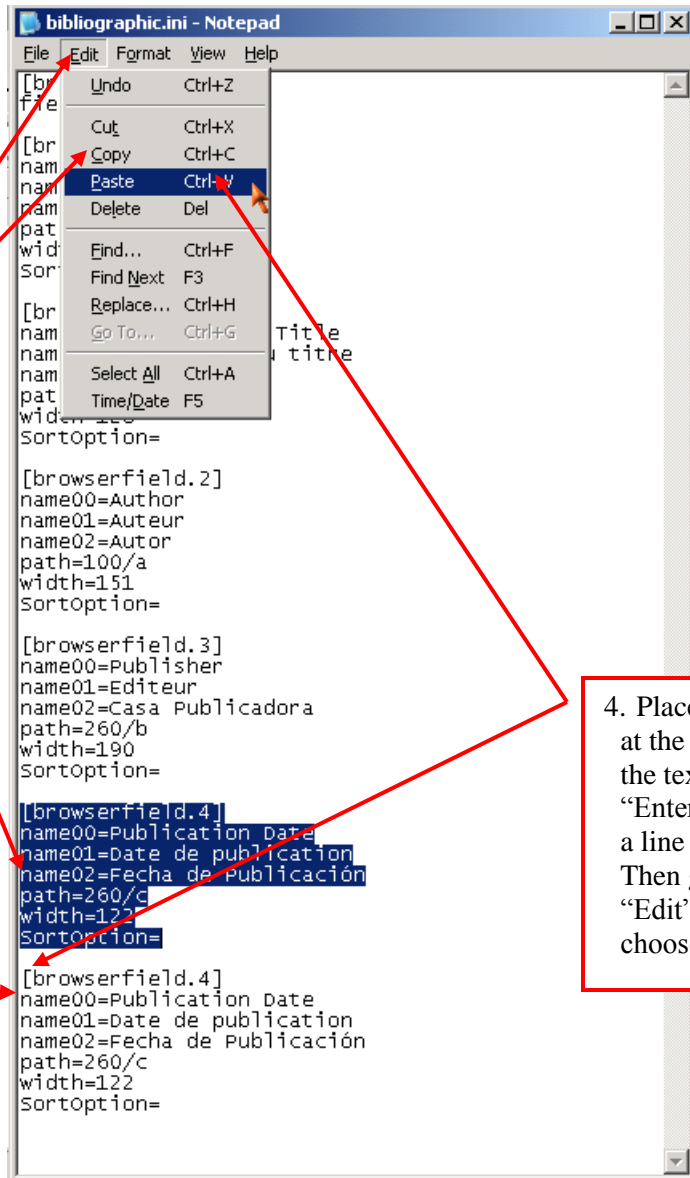 bibliographic.ini - Notepad
File Edit Format View Help
Undo Ctrl+Z
Cut Ctrl+X
Copy Ctrl+C
Paste Ctrl+V
Delete Del
Find... Ctrl+F
Find Next F3
Replace... Ctrl+H
Go To... Ctrl+G
Select All Ctrl+A
Time/Date F5
[br
fie
[br
nam
nam
nam
pat
wid
Sor
[br
nam Title
nam u titre
nam
pat
width=128
SortOption=
[browserfield.2]
name00=Author
name01=Auteur
name02=Autor
path=100/a
width=151
SortOption=
[browserfield.3]
name00=Publisher
name01=Editeur
name02=Casa Publicadora
path=260/b
width=190
SortOption=
[browserfield.4]
name00=Publication Date
name01=Date de publication
name02=Fecha de Publicación
path=260/c
width=122
SortOption=
[browserfield.4]
name00=Publication Date
name01=Date de publication
name02=Fecha de Publicación
path=260/c
width=122
SortOption=
4. Place
at the
the tex
“Enter
a line
Then g
“Edit”
choos